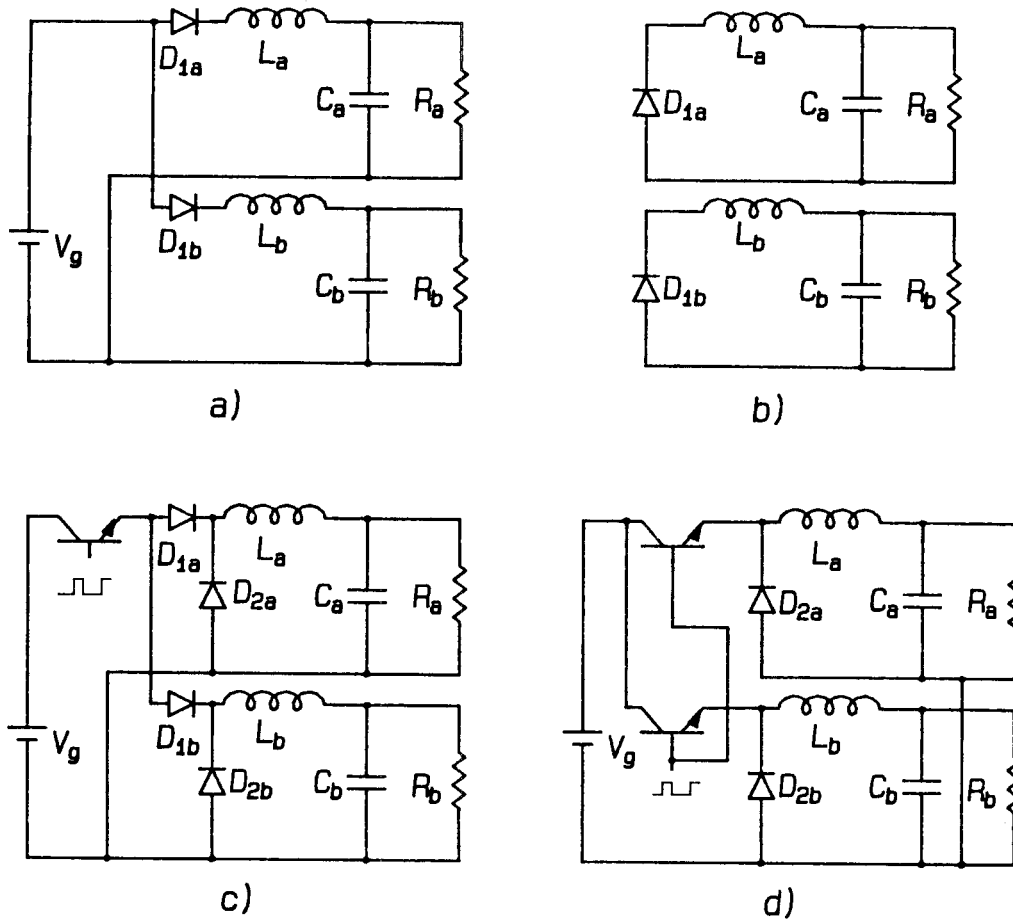 D1a
La
Ca
Ra
D1b
Lb
Vg
Cb
Rb
a)
La
D1a
Ca
Ra
Lb
D1b
Cb
Rb
b)
D1a
La
D2a
Ca
Ra
D1b
Lb
Vg
D2b
Cb
Rb
c)
La
D2a
Ca
Ra
Lb
Vg
D2b
Cb
Rb
d)